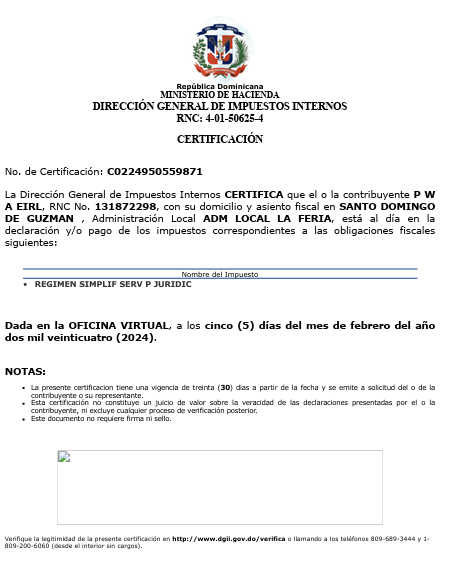 República Dominicana
MINISTERIO DE HACIENDA
DIRECCIÓN GENERAL DE IMPUESTOS INTERNOS
RNC: 4-01-50625-4
CERTIFICACIÓN
No. de Certificación: C0224950559871
La Dirección General de Impuestos Internos CERTIFICA que el o la contribuyente P W
A EIRL, RNC No. 131872298, con su domicilio y asiento fiscal en SANTO DOMINGO
DE GUZMAN , Administración Local ADM LOCAL LA FERIA, está al día en la
declaración y/o pago de los impuestos correspondientes a las obligaciones fiscales
siguientes:
Nombre del Impuesto
• REGIMEN SIMPLIF SERV P JURIDIC
Dada en la OFICINA VIRTUAL, a los cinco (5) días del mes de febrero del año
dos mil veinticuatro (2024).
NOTAS:
• La presente certificacion tiene una vigencia de treinta (30) dias a partir de la fecha y se emite a solicitud del o de la
contribuyente o su representante.
• Esta certificación no constituye un juicio de valor sobre la veracidad de las declaraciones presentadas por el o la
contribuyente, ni excluye cualquier proceso de verificación posterior.
• Este documento no requiere firma ni sello.
Verifique la legitimidad de la presente certificación en http://www.dgii.gov.do/verifica o llamando a los teléfonos 809-689-3444 y 1-
809-200-6060 (desde el interior sin cargos).